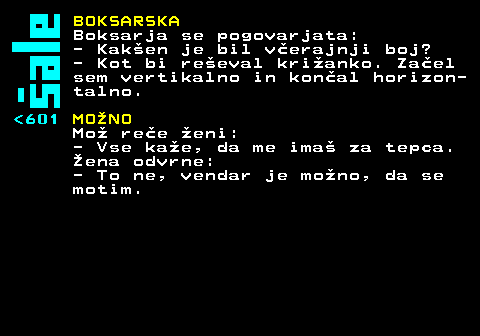 šale
BOKSARSKA
Boksarja se pogovarjata:
- Kakšen je bil včerajnji boj?
- Kot bi reševal križanko. Začel
sem vertikalno in končal horizon-
talno.
<601 MOŽNO
Mož reče ženi:
- Vse kaže, da me imaš za tepca.
Žena odvrne:
- To ne, vendar je možno, da se
motim.